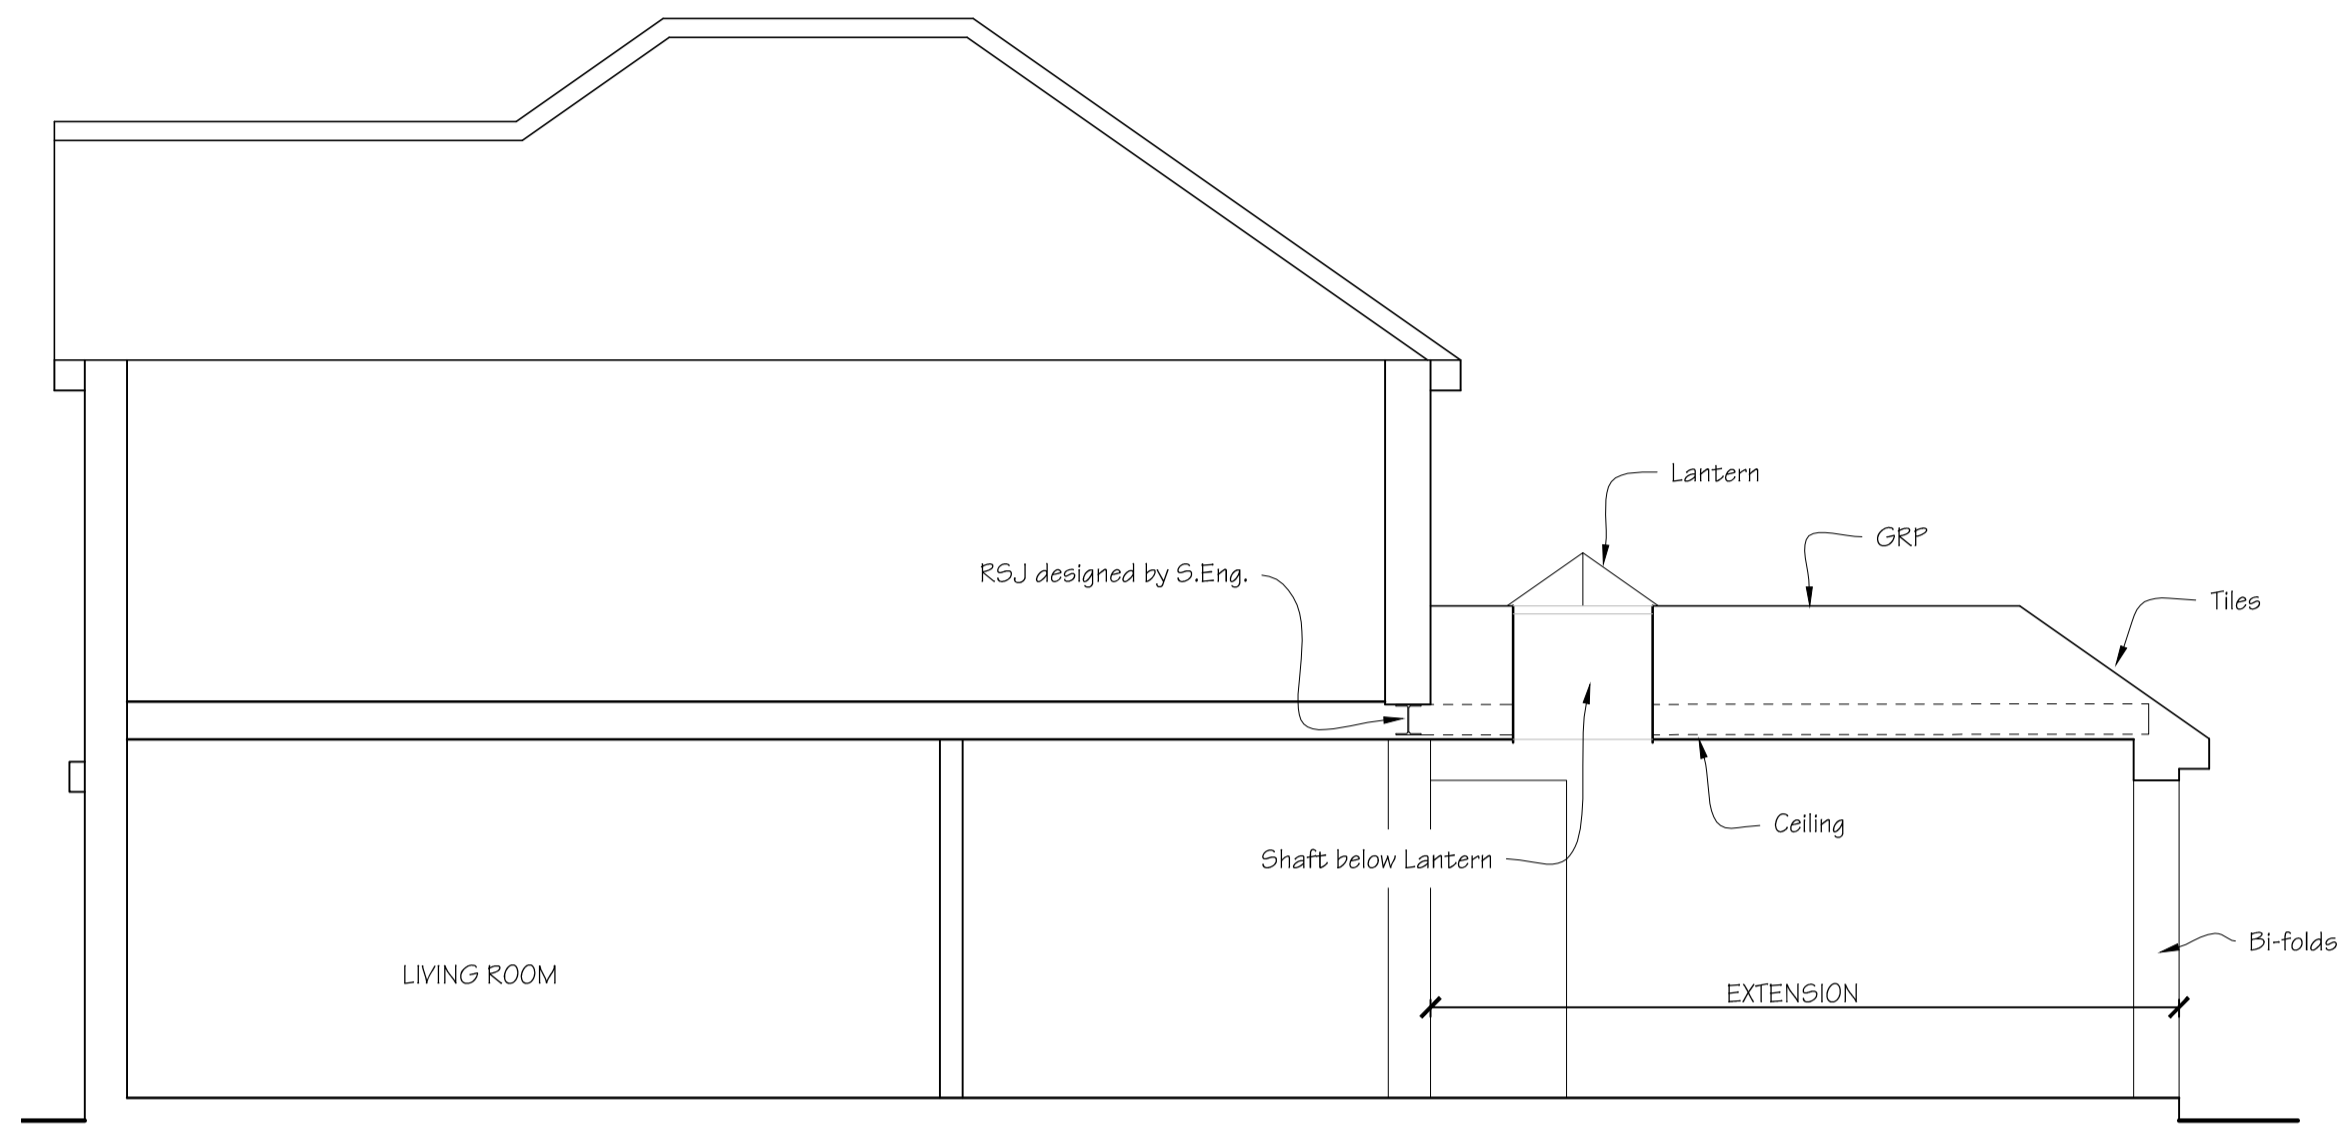 Lantern
GRP
RSJ designed by S.Eng.
Tiles
Ceiling
Shaft below Lantern
Bi-folds
LIVING ROOM
EXTENSION